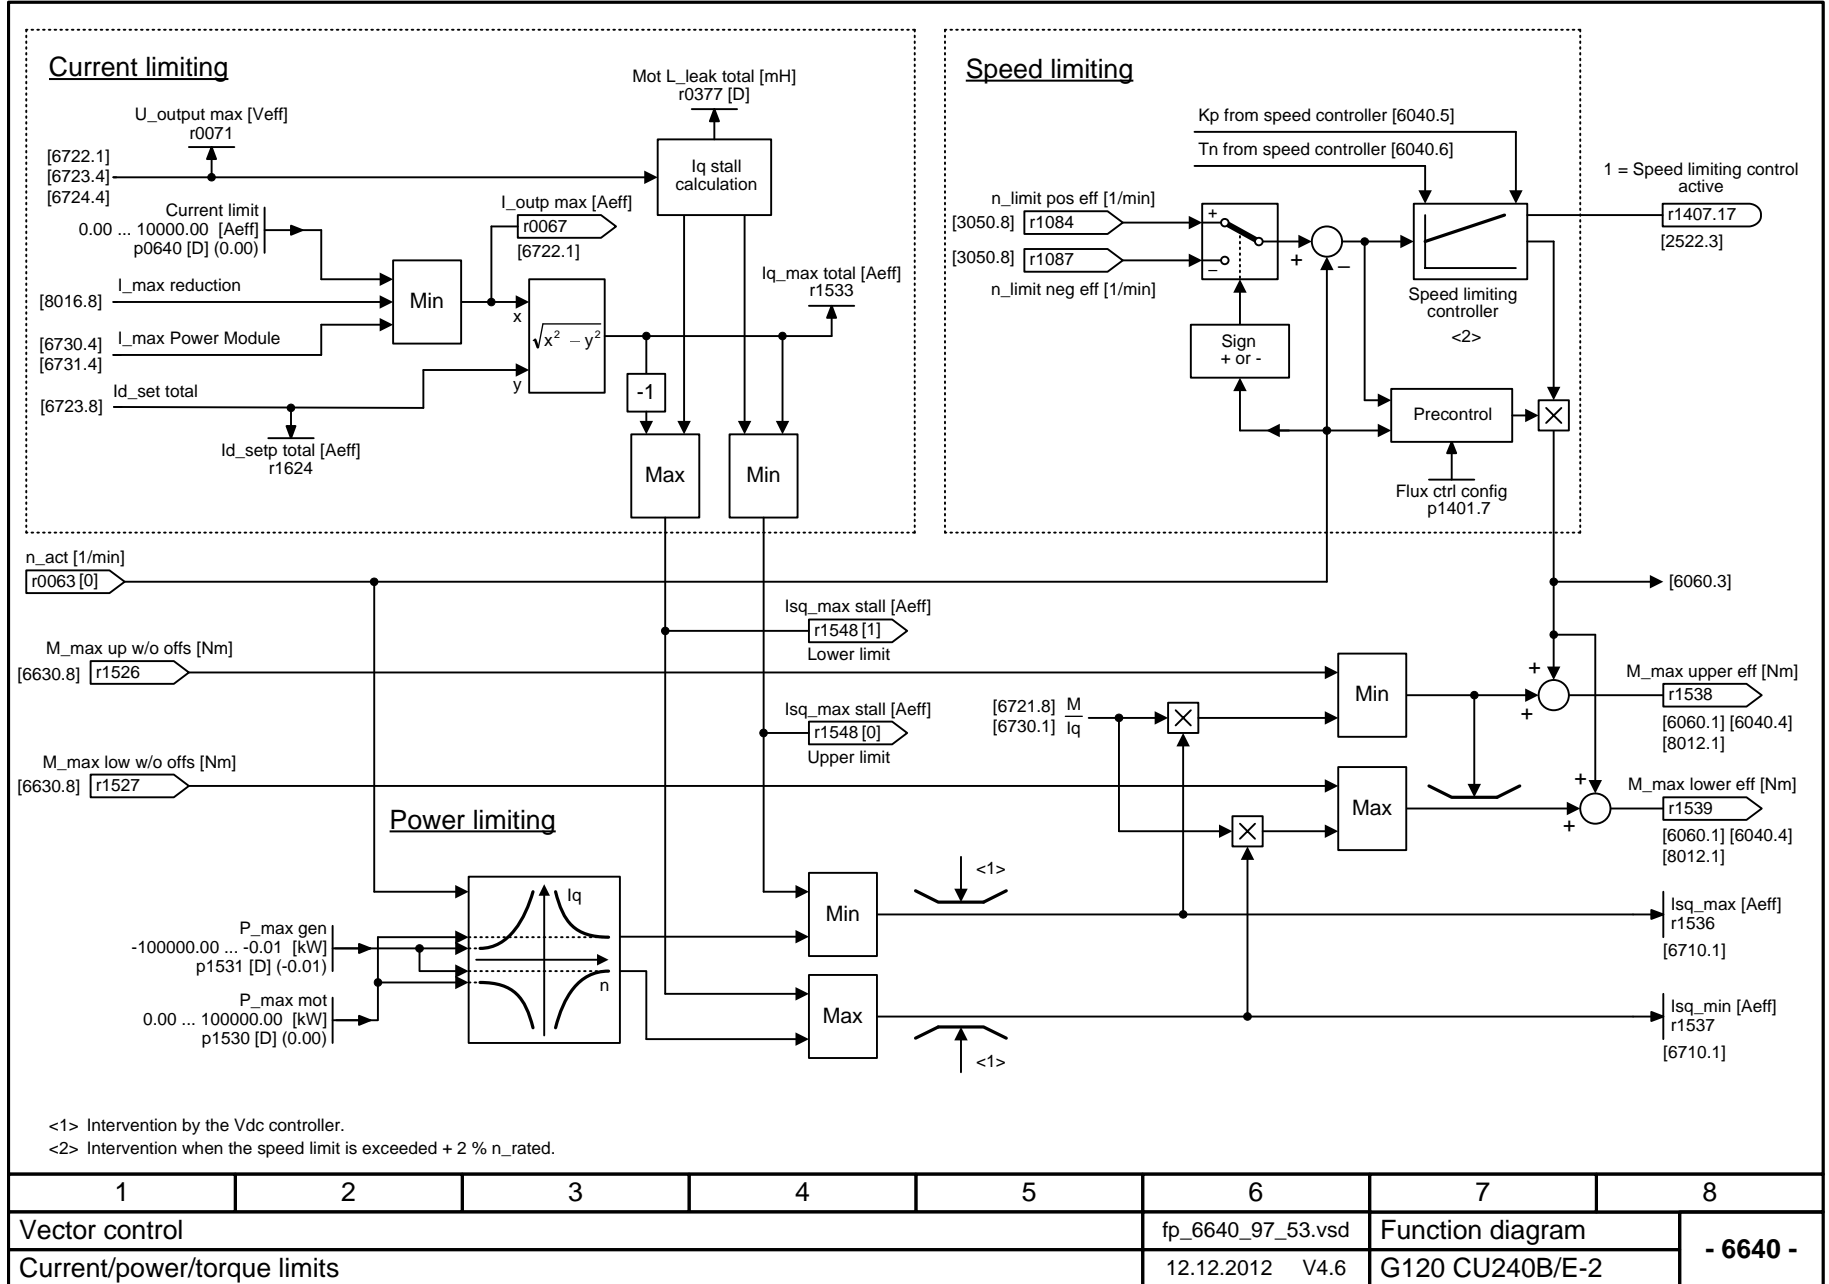 Current limiting
Mot L_leak total [mH]
r0377 [D]
U_output max [Veff]
r0071
[6722.1]
[6723.4]
[6724.4]
Iq stall
calculation
Current limit
0.00 ... 10000.00 [Aeff]
p0640 [D] (0.00)
I_outp max [Aeff]
r0067
[6722.1]
I_max reduction
[8016.8]
Min
x
y
√x² – y²
Iq_max total [Aeff]
r1533
I_max Power Module
[6730.4]
[6731.4]
Id_set total
[6723.8]
-1
Id_setp total [Aeff]
r1624
Max
Min
Speed limiting
Kp from speed controller [6040.5]
Tn from speed controller [6040.6]
1 = Speed limiting control
active
r1407.17
[2522.3]
n_limit pos eff [1/min]
[3050.8] r1084
[3050.8] r1087
n_limit neg eff [1/min]
+
–
+
–
Speed limiting
controller
<2>
Sign
+ or -
Precontrol
Flux ctrl config
p1401.7
n_act [1/min]
r0063 [0]
[6060.3]
Isq_max stall [Aeff]
r1548 [1]
Lower limit
M_max up w/o offs [Nm]
[6630.8] r1526
Min
+
+
M_max upper eff [Nm]
r1538
[6060.1] [6040.4]
[8012.1]
Isq_max stall [Aeff]
r1548 [0]
Upper limit
[6721.8] M
[6730.1] Iq
M_max low w/o offs [Nm]
[6630.8] r1527
Max
+
+
M_max lower eff [Nm]
r1539
[6060.1] [6040.4]
[8012.1]
Power limiting
Iq
n
P_max gen
-100000.00 ... -0.01 [kW]
p1531 [D] (-0.01)
P_max mot
0.00 ... 100000.00 [kW]
p1530 [D] (0.00)
Min
<1>
Isq_max [Aeff]
r1536
[6710.1]
Max
<1>
Isq_min [Aeff]
r1537
[6710.1]
<1> Intervention by the Vdc controller.
<2> Intervention when the speed limit is exceeded + 2 % n_rated.
1 2 3 4 5 6 7 8
Vector control
fp_6640_97_53.vsd
Function diagram
- 6640 -
Current/power/torque limits
12.12.2012 V4.6
G120 CU240B/E-2